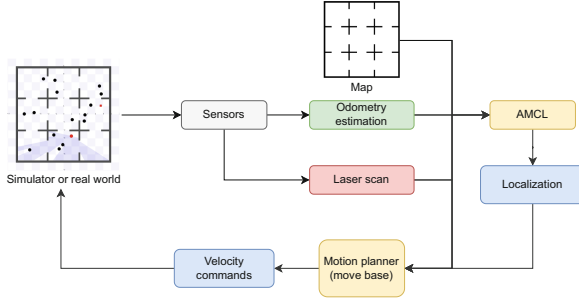 Map
Sensors
Odometry
estimation
AMCL
Simulator or real world
Laser scan
Localization
Velocity
commands
Motion planner
(move base)